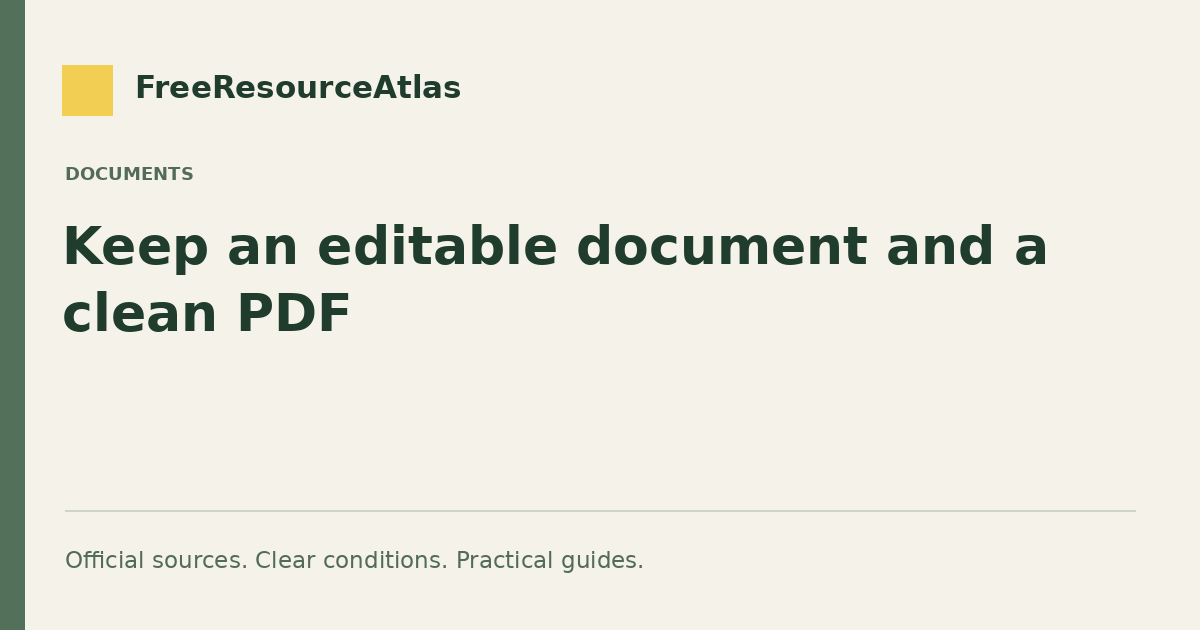 FreeResourceAtlas
DOCUMENTS
Keep an editable document and a
clean PDF
Official sources. Clear conditions. Practical guides.